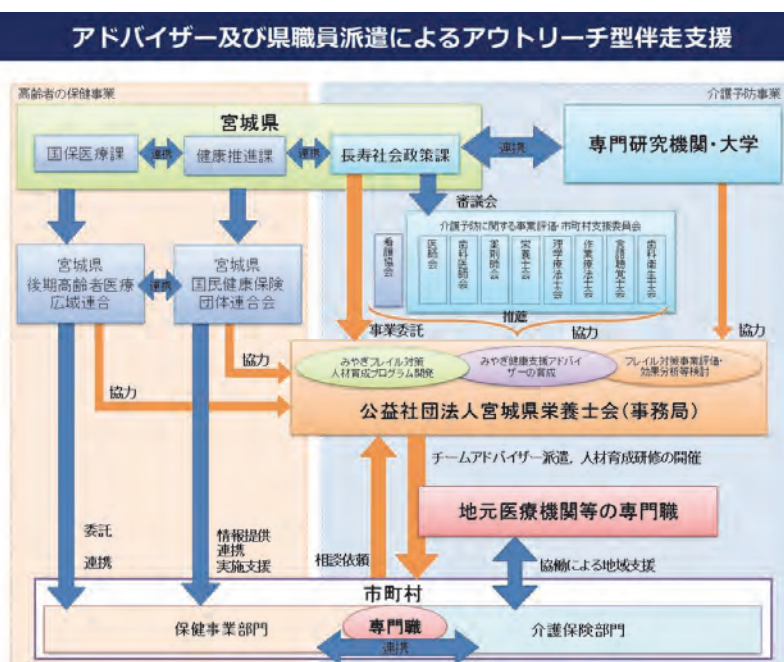 アドバイザー及び県職員派遣によるアウトリーチ型伴走支援
高齢者の保健事業
介護予防事業
宮城県
国保医療課
連携
健康推進課
連携
長寿社会政策課
連携
専門研究機関・大学
審議会
介護予防に関する事業評価・市町村支援委員会
看護協会
医師会
歯科医師会
薬剤師会
栄養士会
理学療法士会
作業療法士会
言語聴覚士会
歯科衛生士会
宮城県
後期高齢者医療
広域連合
連携
宮城県
国民健康保険
団体連合会
推薦
事業委託
協力
協力
協力
協力
みやぎフレイル対策
人材育成プログラム開発
みやぎ健康支援アドバイ
ザーの育成
フレイル対策事業評価・
効果分析等検討
公益社団法人宮城県栄養士会(事務局)
チームアドバイザー派遣，人材育成研修の開催
地元医療機関等の専門職
委託
連携
情報提供
連携
実施支援
相談依頼
協働による地域支援
市町村
保健事業部門
専門職
連携
介護保険部門